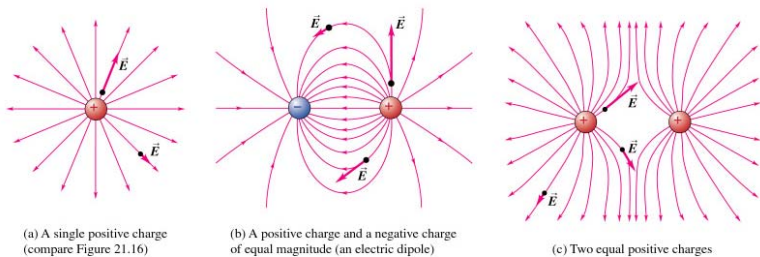 E⃗
E⃗
+
E⃗
E⃗
−
+
E⃗
E⃗
E⃗
E⃗
+
+
(a) A single positive charge
(compare Figure 21.16)
(b) A positive charge and a negative charge
of equal magnitude (an electric dipole)
(c) Two equal positive charges